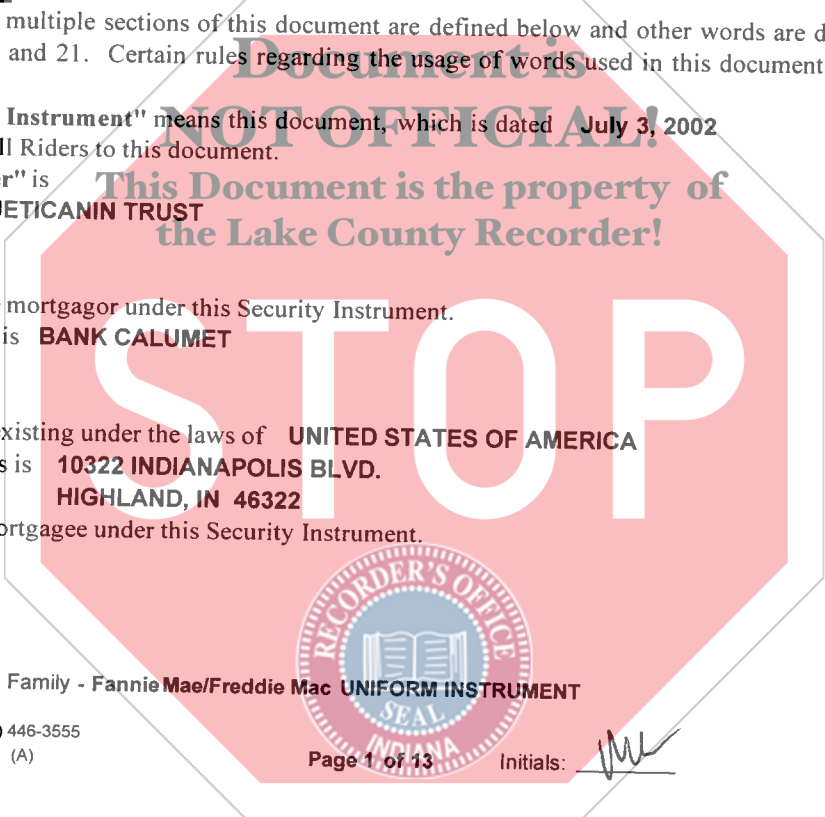 multiple sections of this document are defined below and other words are d
and 21. Certain rules regarding the usage of words used in this document
Document is
NOT OFFICIAL!
This Document is the property of
the Lake County Recorder!
Instrument" means this document, which is dated July 3, 2002
ll Riders to this document.
r" is
ETICANIN TRUST
mortgagor under this Security Instrument.
is BANK CALUMET
STOP
xisting under the laws of UNITED STATES OF AMERICA
s is 10322 INDIANAPOLIS BLVD.
HIGHLAND, IN 46322
ortgagee under this Security Instrument.
RECORDER'S OFFICE
SEAL
INDIANA
Family - Fannie Mae/Freddie Mac UNIFORM INSTRUMENT
446-3555
(A)
Page 1 of 13 Initials: